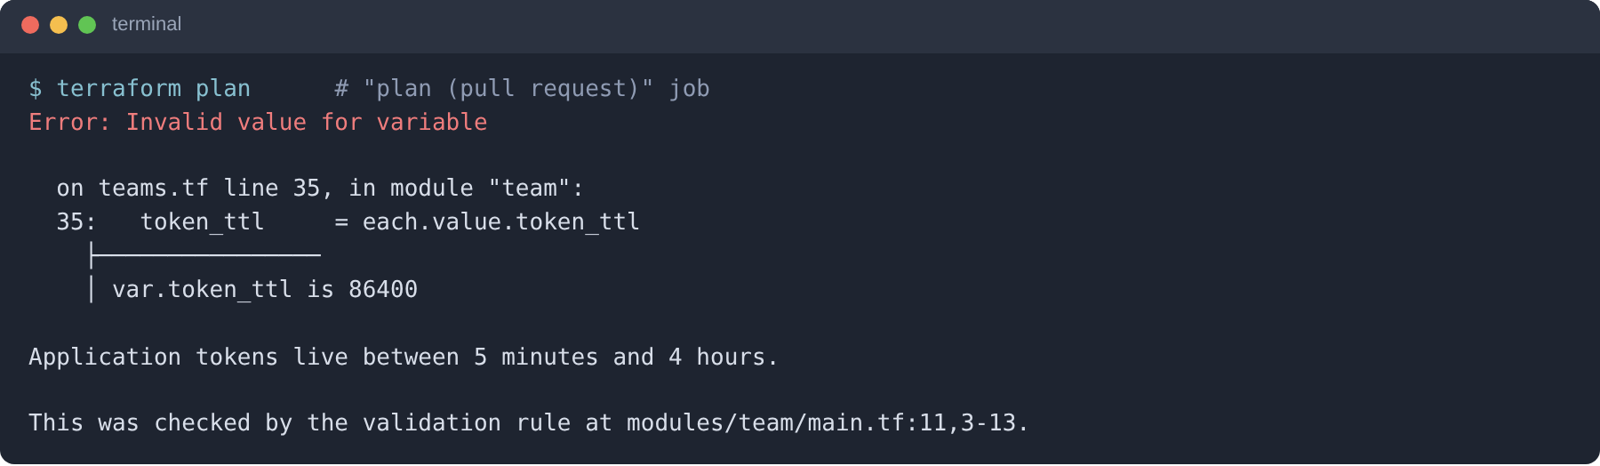 terminal
$ terraform plan      # "plan (pull request)" job
Error: Invalid value for variable
  on teams.tf line 35, in module "team":
  35:   token_ttl     = each.value.token_ttl
    ├────────────────
    │ var.token_ttl is 86400
Application tokens live between 5 minutes and 4 hours.
This was checked by the validation rule at modules/team/main.tf:11,3-13.